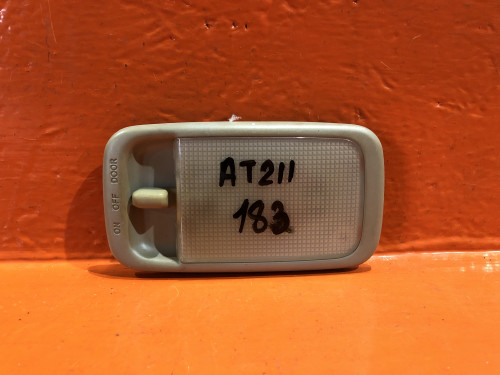 ON OFF DOOR
AT211
183